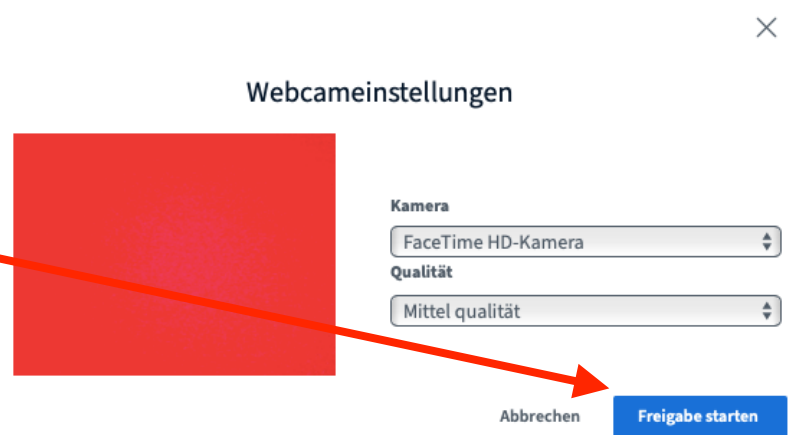 Webcameinstellungen
Kamera
FaceTime HD-Kamera
Qualität
Mittel qualität
Abbrechen
Freigabe starten